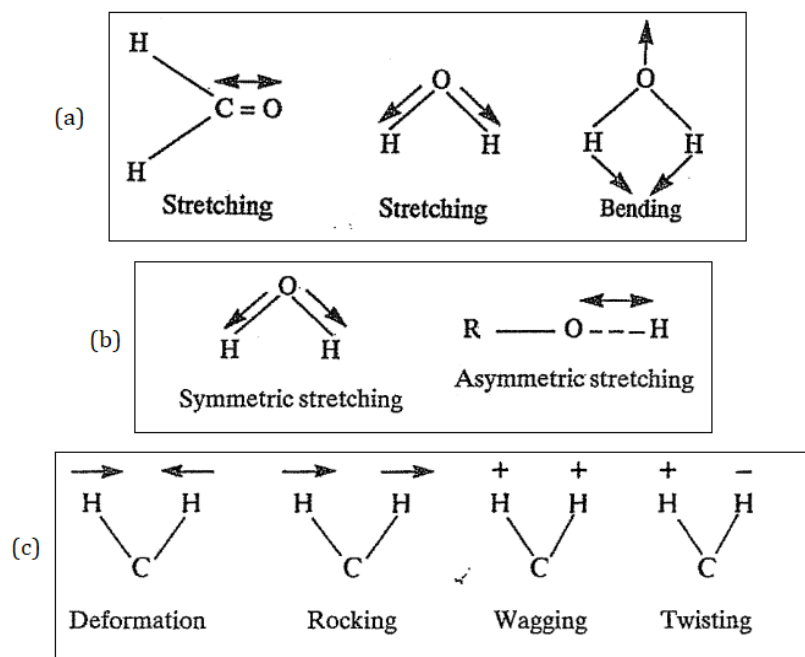 (a)
H
C = O
H
Stretching
O
H H
Stretching
O
H H
Bending
(b)
O
H H
Symmetric stretching
R O H
Asymmetric stretching
(c)
H H
C
Deformation
H H
C
Rocking
+ +
H H
C
Wagging
+ −
H H
C
Twisting